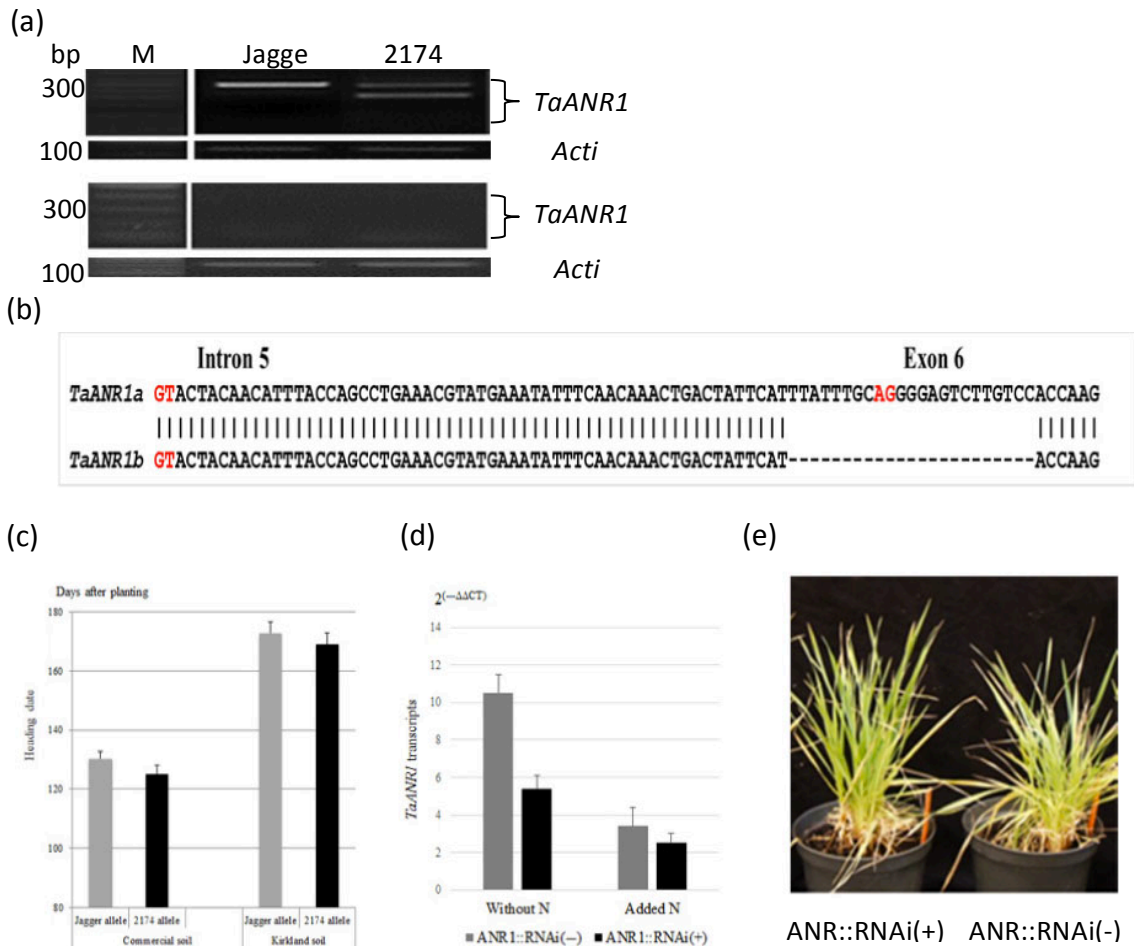 (a)
bp M Jagge 2174
300
TaANR1
100
Acti
300
TaANR1
100
Acti
(b)
Intron 5 Exon 6
TaANR1a GTACTACAACATTTACCAGCCTGAAACGTATGAAATATTTCAACAAACTGACTATTCATTTATTTGCAGGGGAGTCTTGTCCACCAAG
TaANR1b GTACTACAACATTTACCAGCCTGAAACGTATGAAATATTTCAACAAACTGACTATTCAT-----------------------ACCAAG
(c)
Days after planting
180
160
140
120
100
80
Heading date
Jagger allele 2174 allele Jagger allele 2174 allele
Commercial soil Kirkland soil
(d)
2(—ΔΔCT)
14
12
10
8
6
4
2
0
TaANR1 transcripts
Without N Added N
ANR1::RNAi(—) ANR1::RNAi(+)
(e)
ANR::RNAi(+) ANR::RNAi(-)